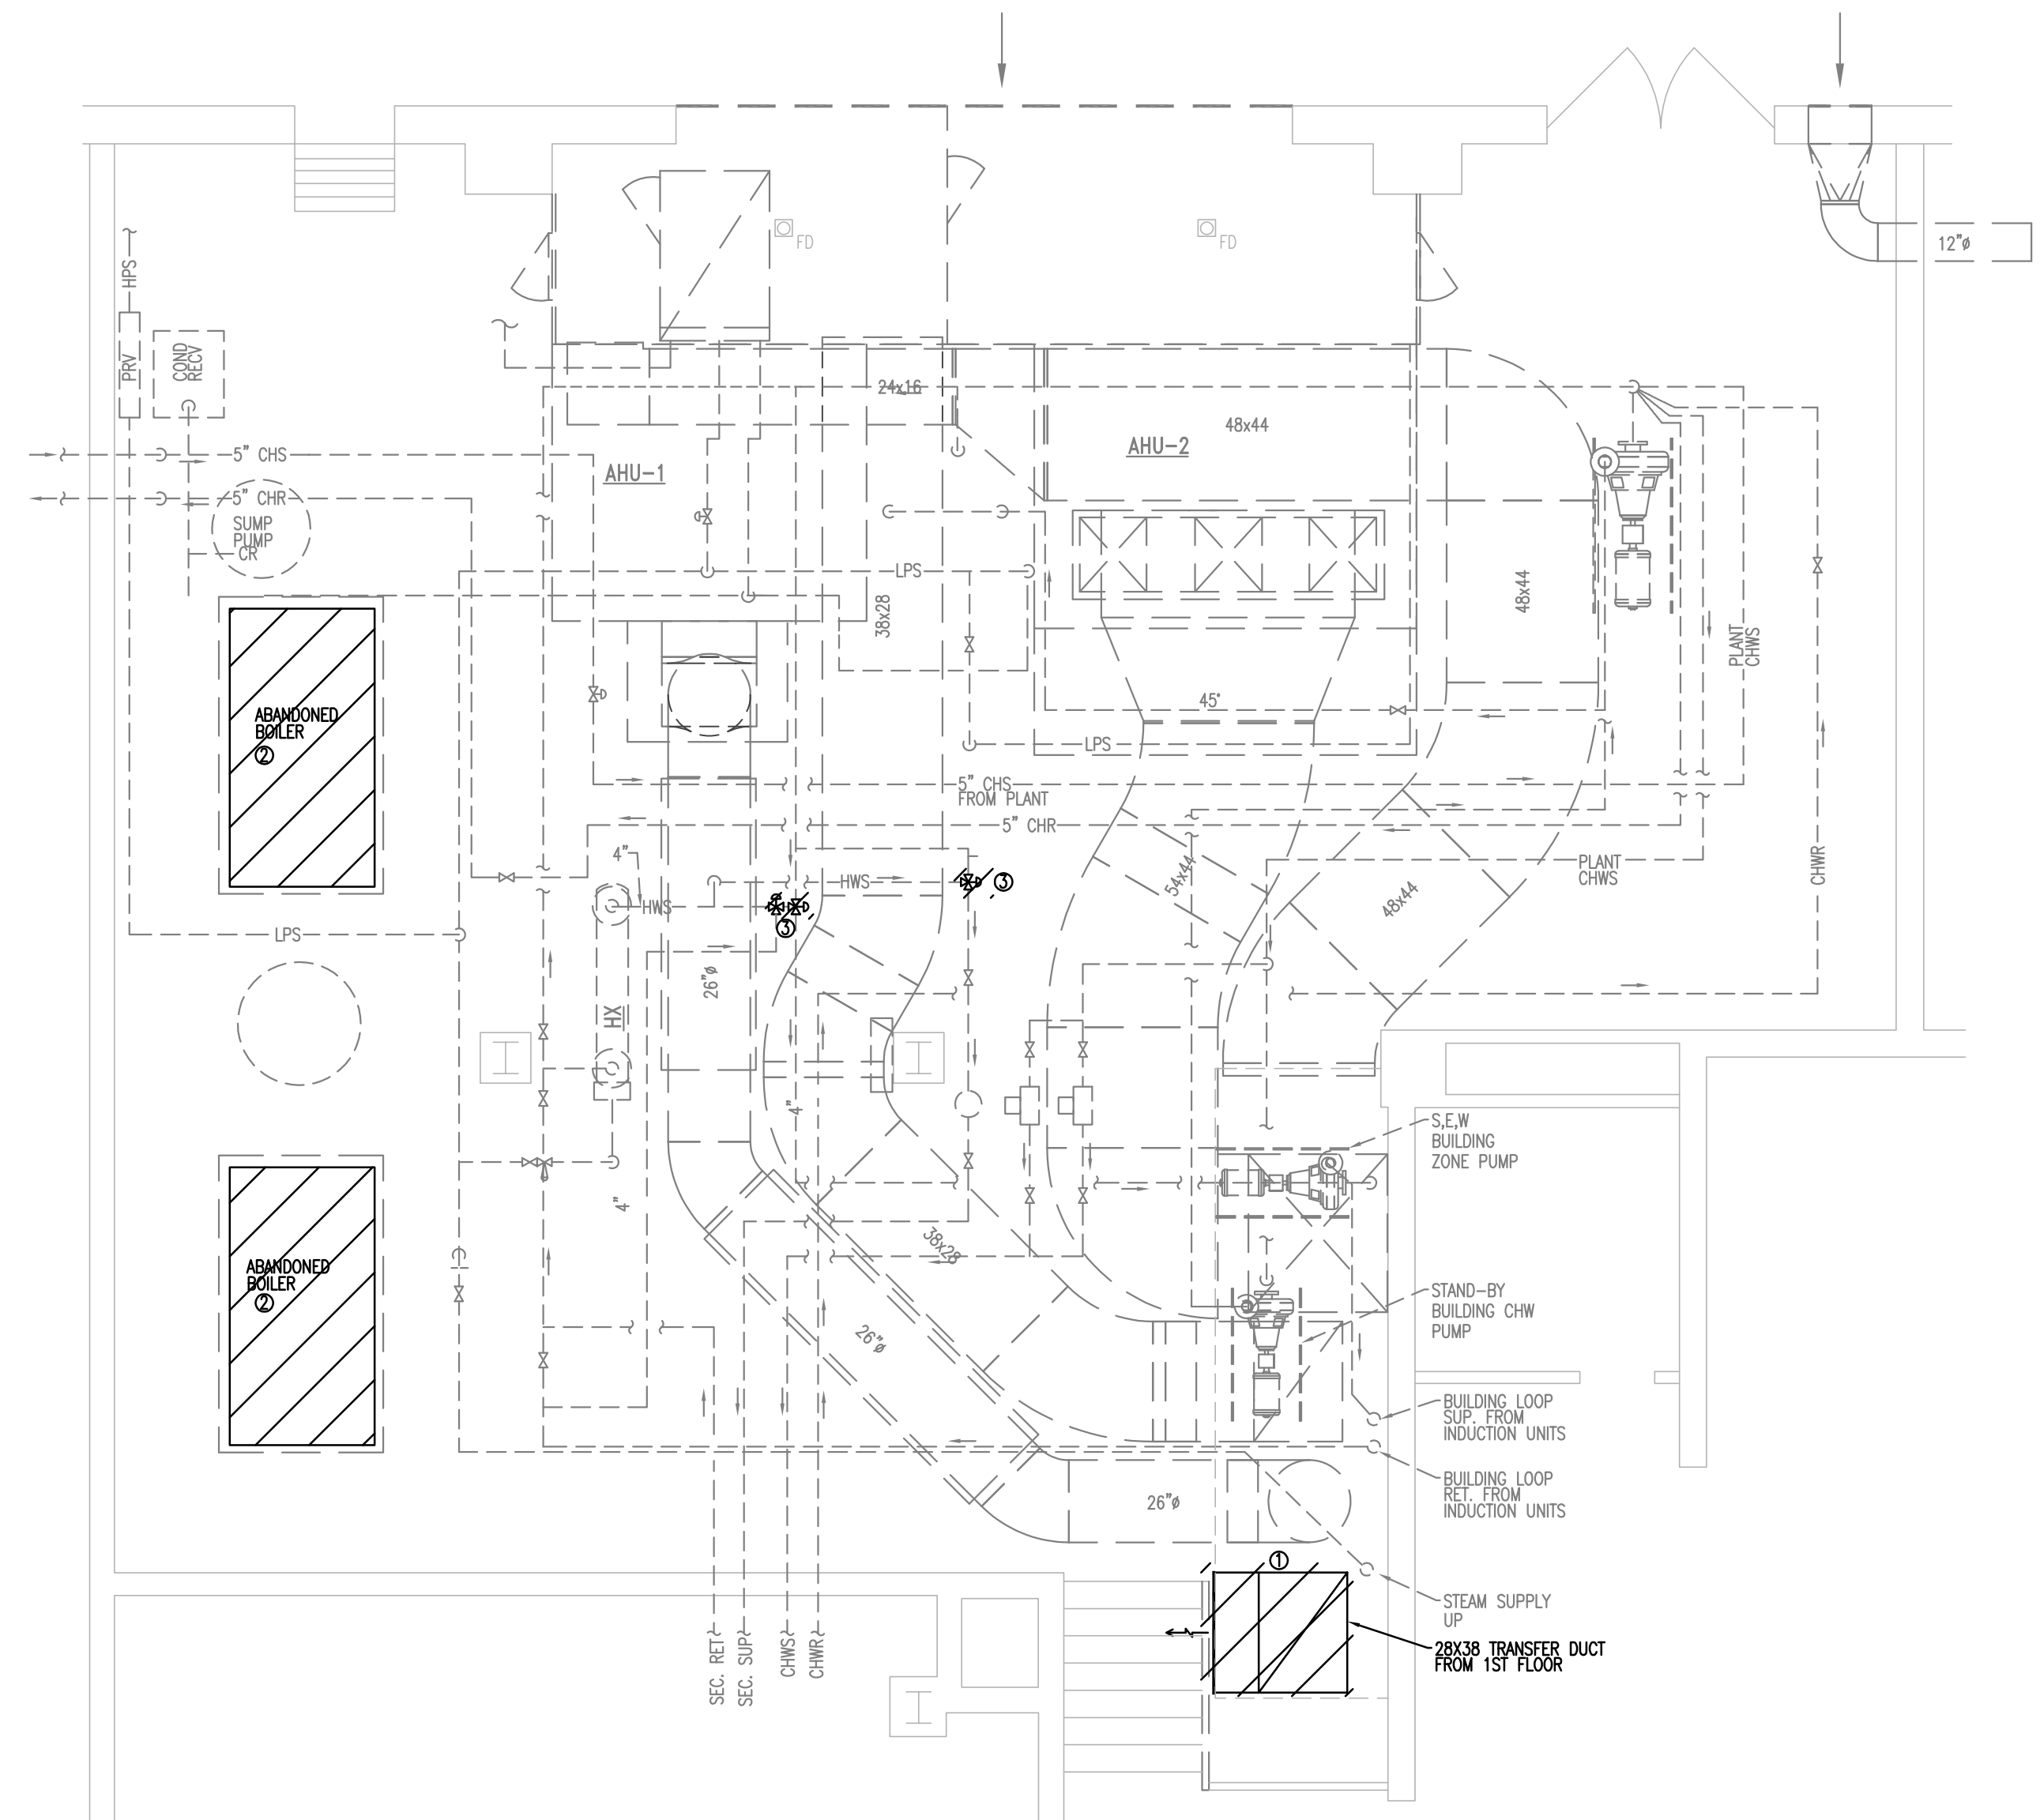 12"ø
FD
FD
HPS
PRV
COND
RECV
24x16
48x44
AHU-2
AHU-1
5" CHS
5" CHR
SUMP
PUMP
CR
LPS
38x28
48x44
PLANT
CHWS
ABANDONED
BOILER
2
45°
LPS
5" CHS
FROM PLANT
5" CHR
4"
HWS
3
HWS
3
54x44
48x44
PLANT
CHWS
CHWR
LPS
26"ø
HX
4"
4"
S,E,W
BUILDING
ZONE PUMP
38x28
26"ø
ABANDONED
BOILER
2
STAND-BY
BUILDING CHW
PUMP
BUILDING LOOP
SUP. FROM
INDUCTION UNITS
BUILDING LOOP
RET. FROM
INDUCTION UNITS
26"ø
1
STEAM SUPPLY
UP
28X38 TRANSFER DUCT
FROM 1ST FLOOR
SEC. RET
SEC. SUP
CHWS
CHWR